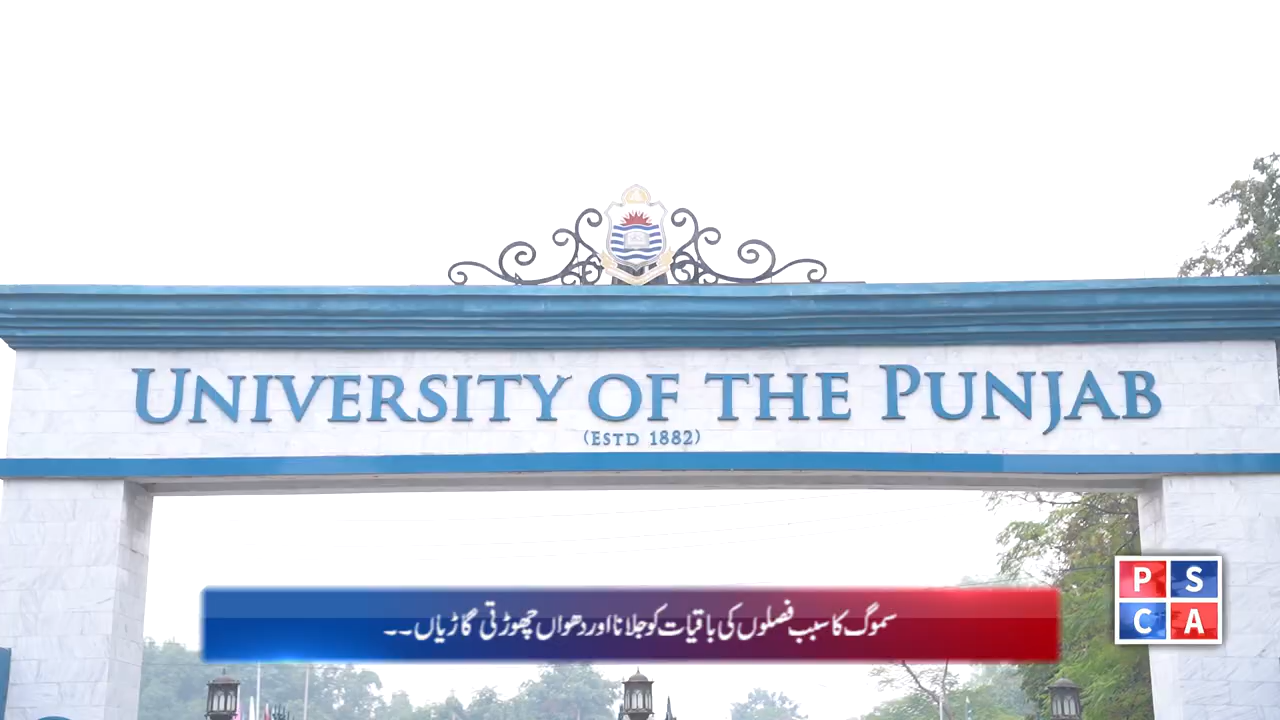 UNIVERSITY OF THE PUNJAB
(ESTD 1882)
سموگ کا سبب فصلوں کی باقیات کو جلانا اور دھواں چھوڑتی گاڑیاں۔۔
P S
C A